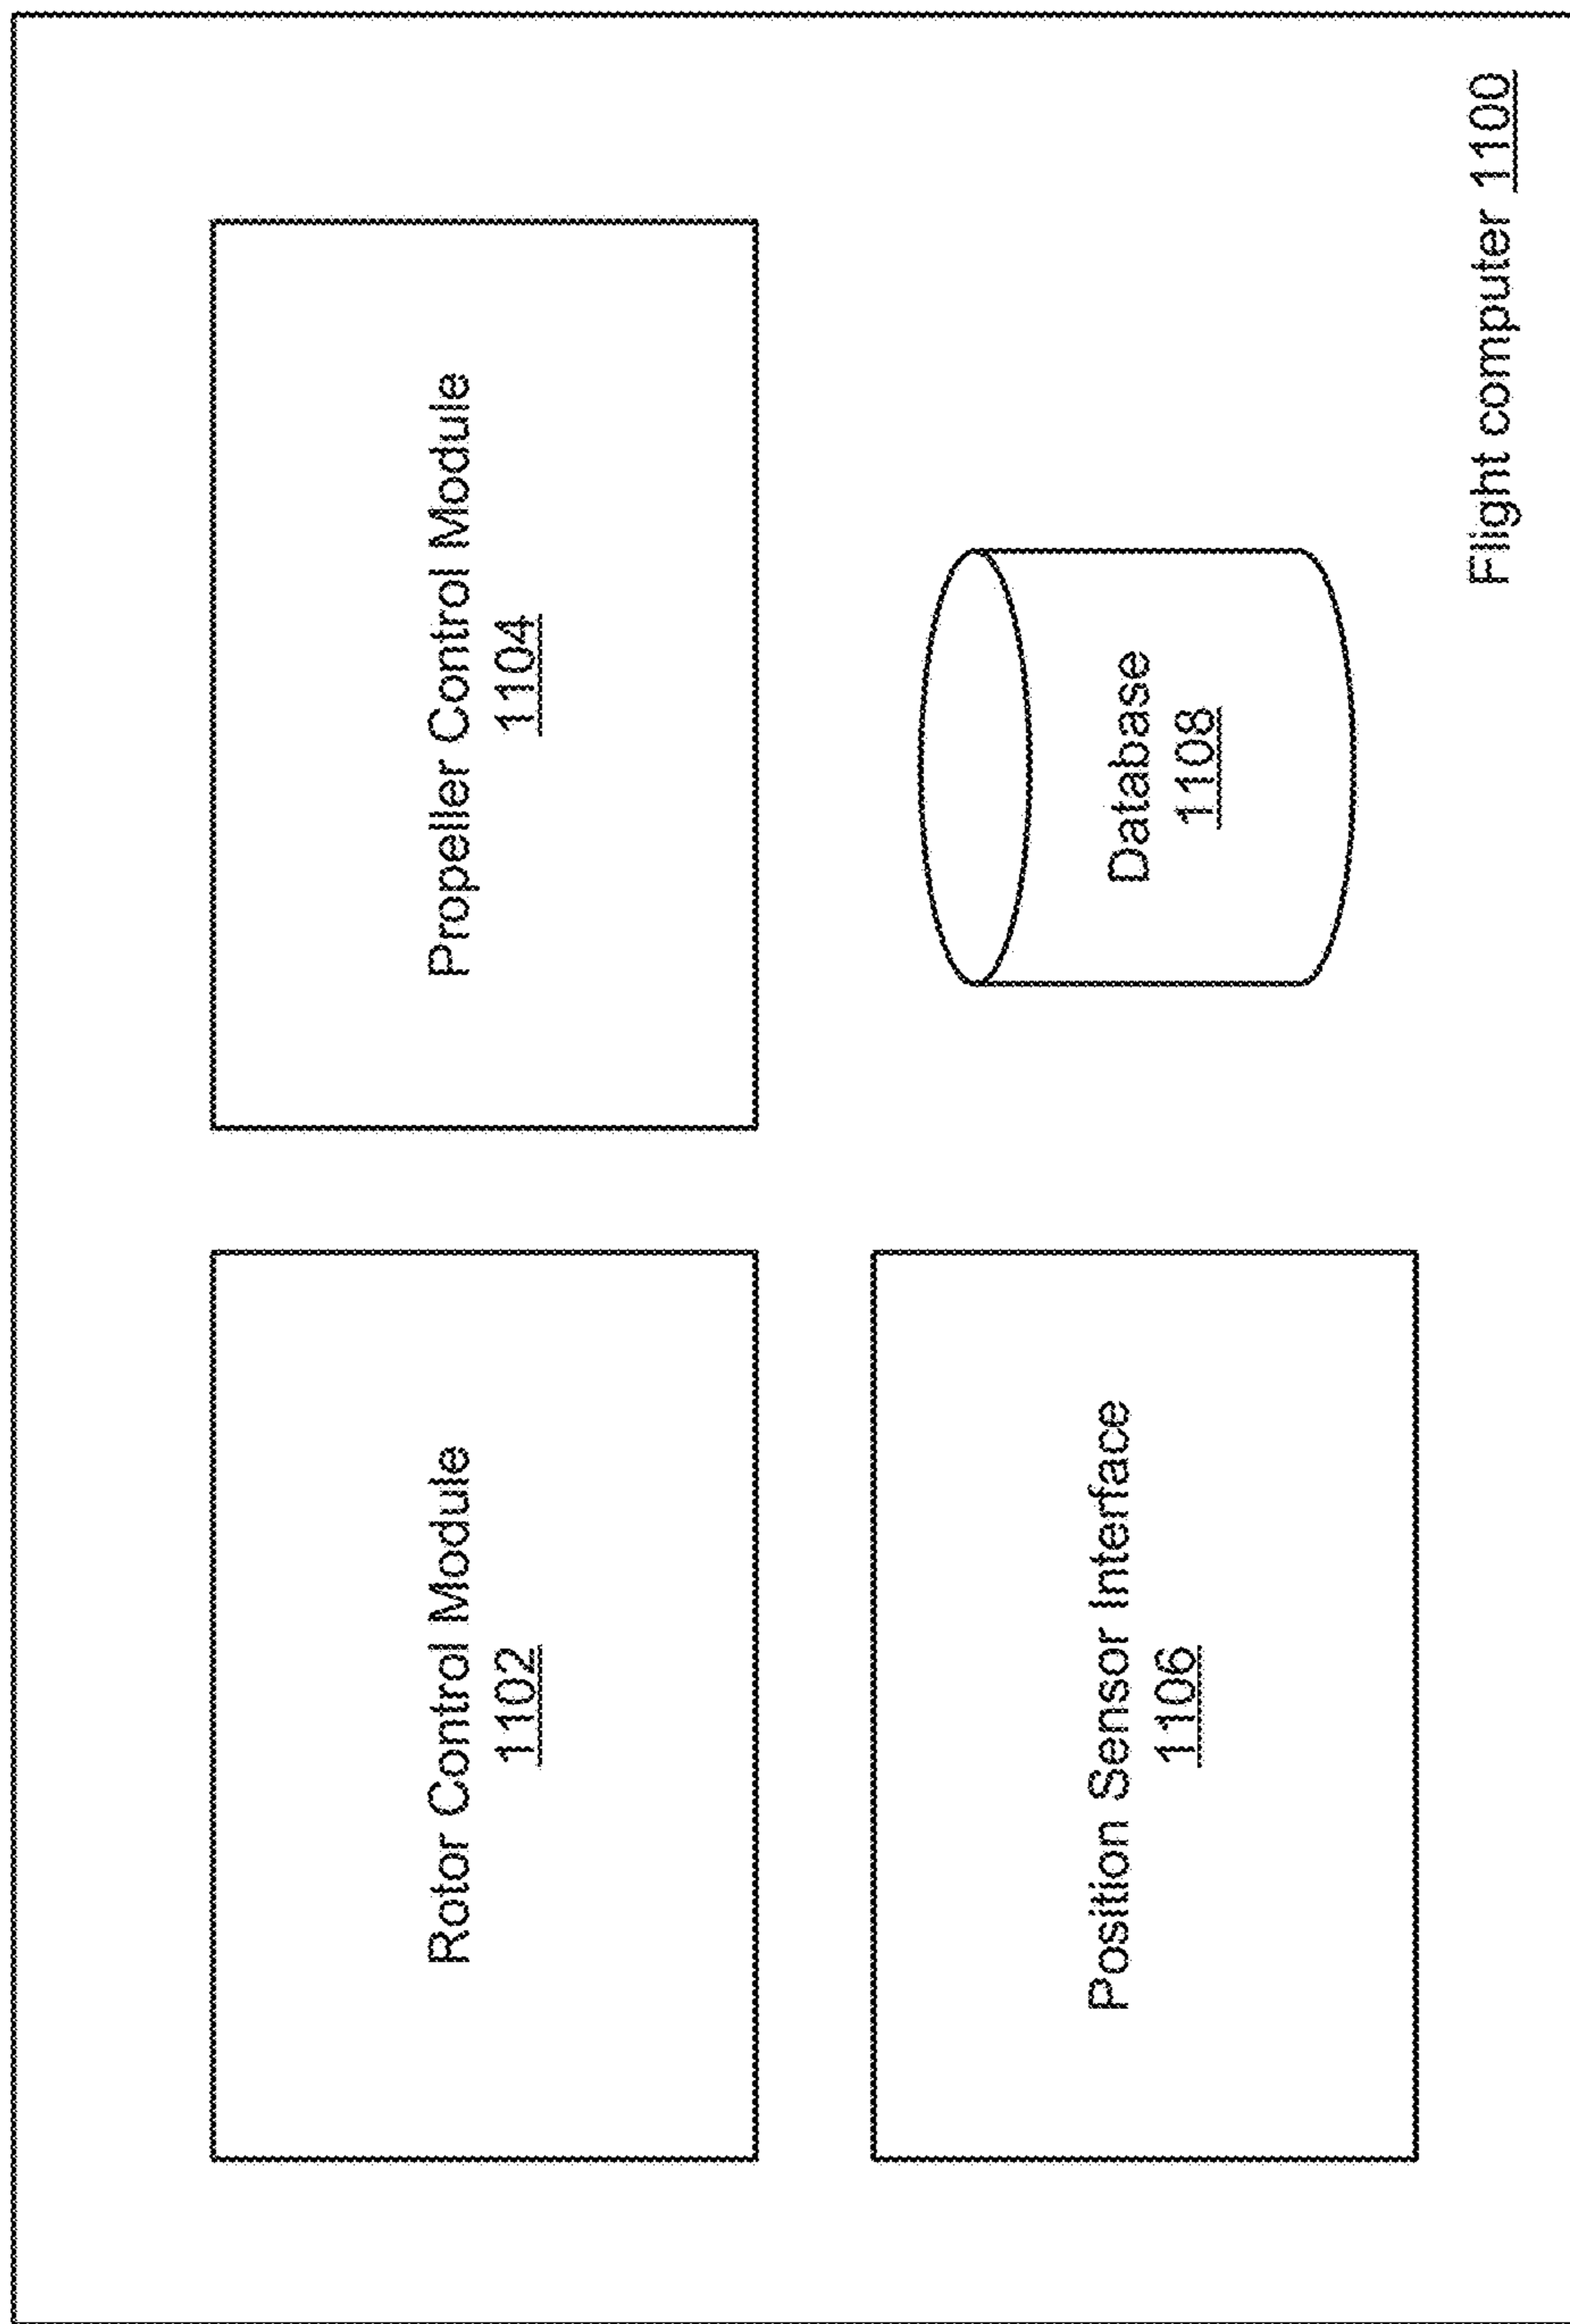 Rotor Control Module
1102
Propeller Control Module
1104
Position Sensor Interface
1106
Database
1108
Flight computer 1100